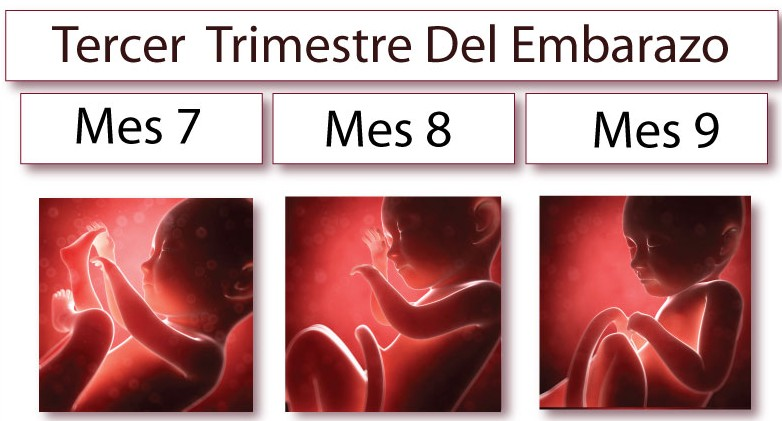 Tercer Trimestre Del Embarazo
Mes 7
Mes 8
Mes 9